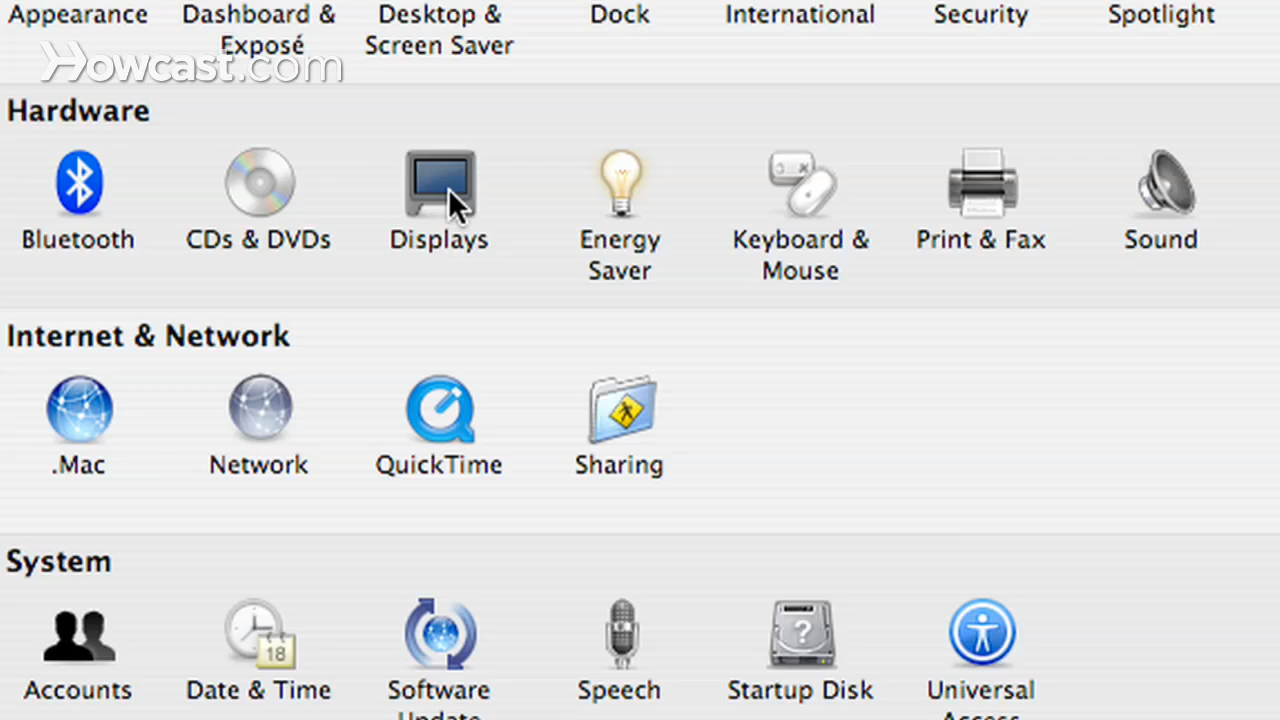 Appearance Dashboard & Desktop & Dock International Security Spotlight
Exposé Screen Saver
Howcast.com
Hardware
Bluetooth CDs & DVDs Displays Energy Keyboard & Print & Fax Sound
Saver Mouse
Internet & Network
.Mac Network QuickTime Sharing
System
18
?
Accounts Date & Time Software Speech Startup Disk Universal
Update Access